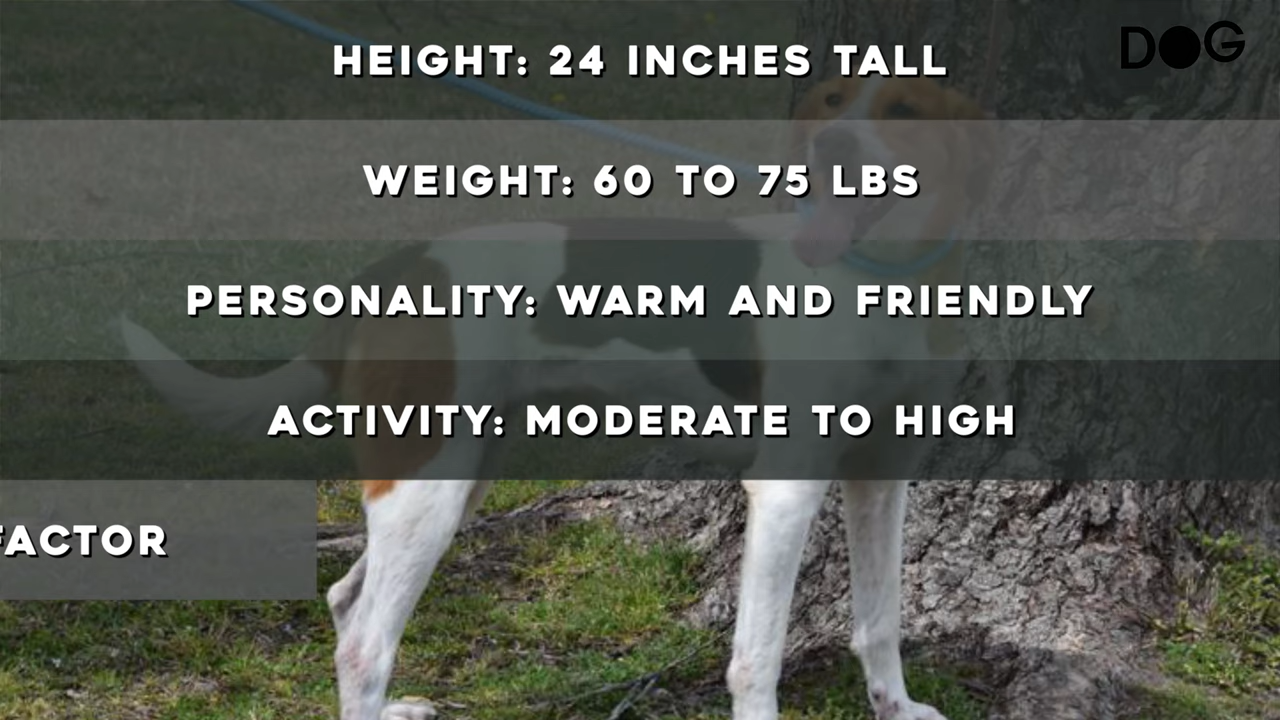 DOG
HEIGHT: 24 INCHES TALL
WEIGHT: 60 TO 75 LBS
PERSONALITY: WARM AND FRIENDLY
ACTIVITY: MODERATE TO HIGH
FACTOR